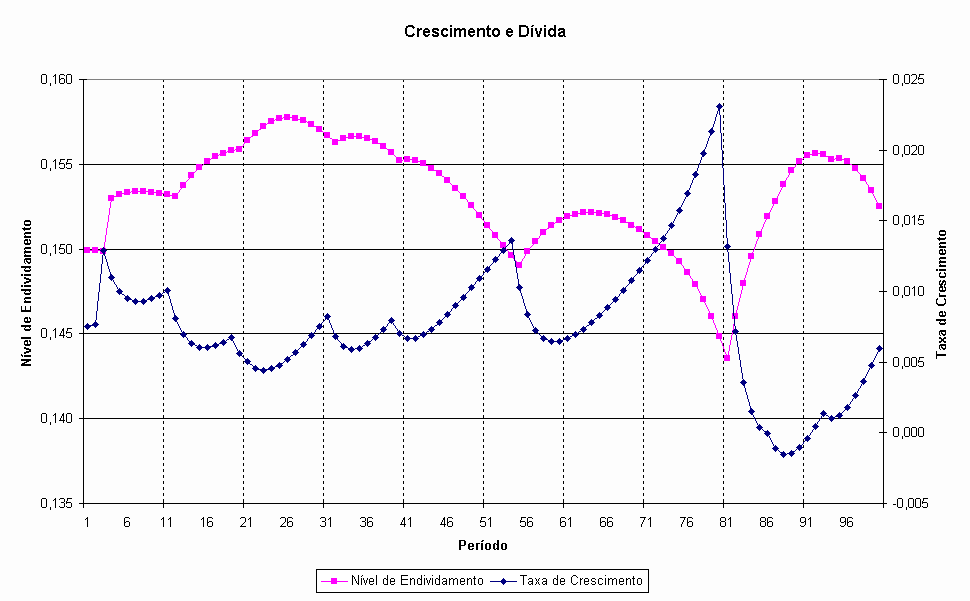 Crescimento e Dívida
0,160
0,155
0,150
0,145
0,140
0,135
Nível de Endividamento
0,025
0,020
0,015
0,010
0,005
0,000
-0,005
Taxa de Crescimento
1 6 11 16 21 26 31 36 41 46 51 56 61 66 71 76 81 86 91 96
Período
Nível de Endividamento Taxa de Crescimento